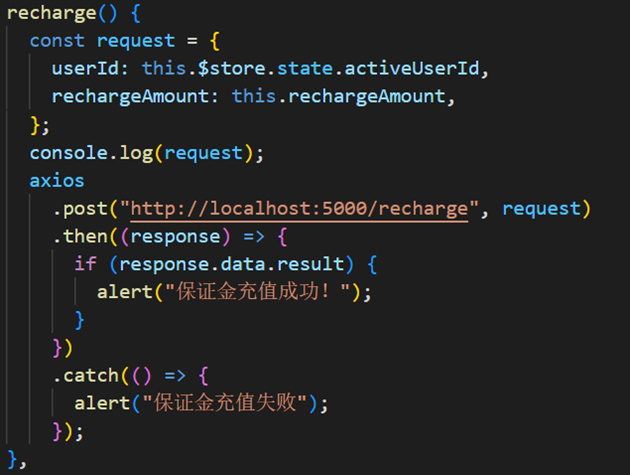 recharge() {
  const request = {
    userId: this.$store.state.activeUserId,
    rechargeAmount: this.rechargeAmount,
  };
  console.log(request);
  axios
    .post("http://localhost:5000/recharge", request)
    .then((response) => {
      if (response.data.result) {
        alert("保证金充值成功！");
      }
    })
    .catch(() => {
      alert("保证金充值失败");
    });
},